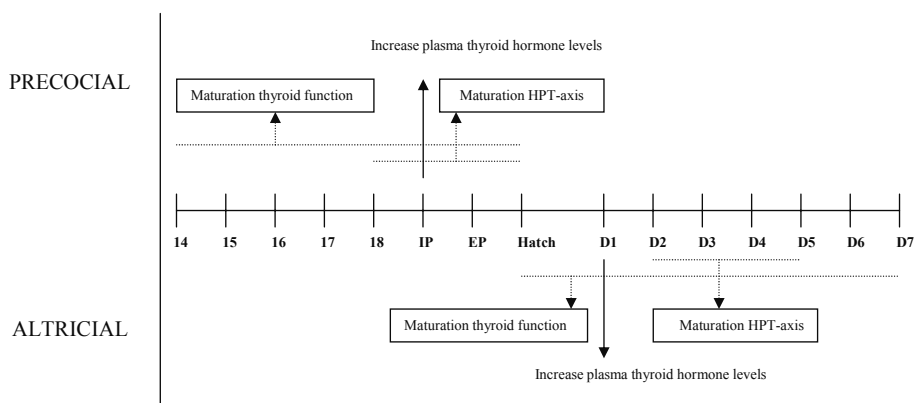 Increase plasma thyroid hormone levels
PRECOCIAL
Maturation thyroid function
Maturation HPT-axis
14 15 16 17 18 IP EP Hatch D1 D2 D3 D4 D5 D6 D7
Maturation thyroid function
Maturation HPT-axis
ALTRICIAL
Increase plasma thyroid hormone levels